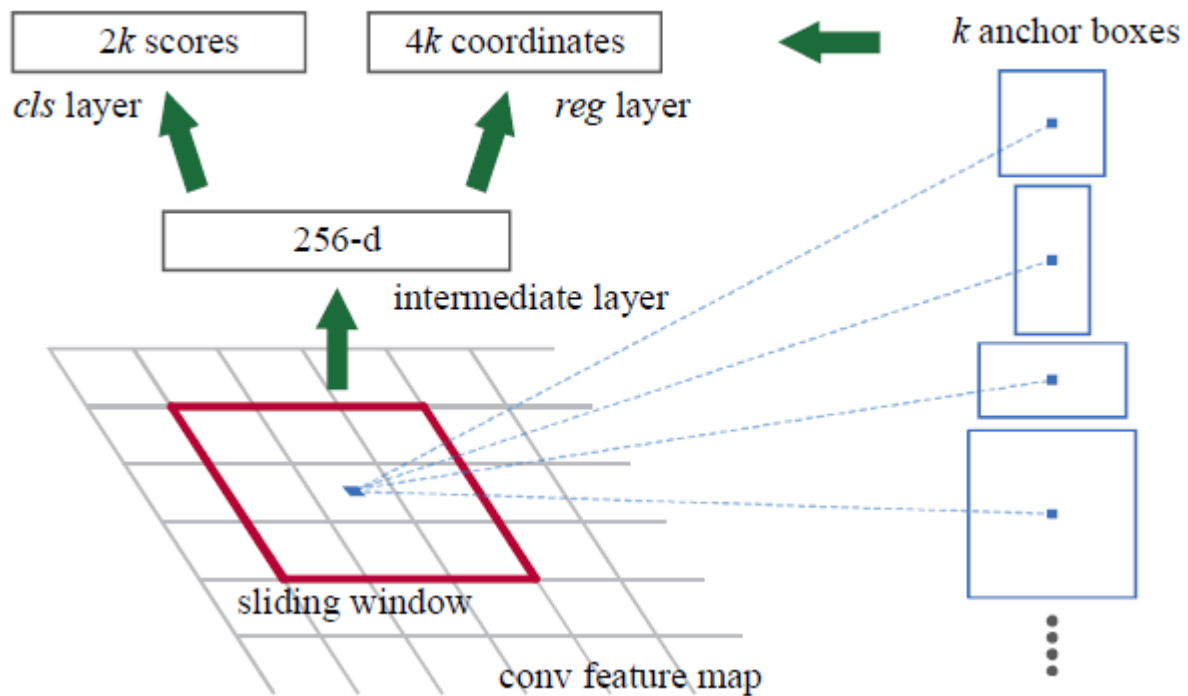 2k scores
4k coordinates
k anchor boxes
cls layer
reg layer
256-d
intermediate layer
sliding window
conv feature map